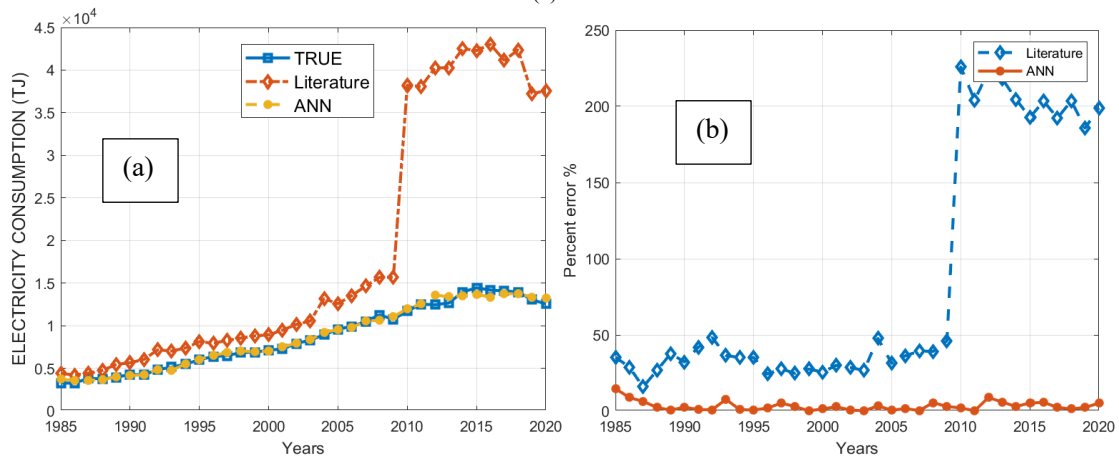 ×10⁴
ELECTRICITY CONSUMPTION (TJ)
4.5
4
3.5
3
2.5
2
1.5
1
0.5
0
TRUE
Literature
ANN
(a)
1985 1990 1995 2000 2005 2010 2015 2020
Years
Percent error %
250
200
150
100
50
0
Literature
ANN
(b)
1985 1990 1995 2000 2005 2010 2015 2020
Years